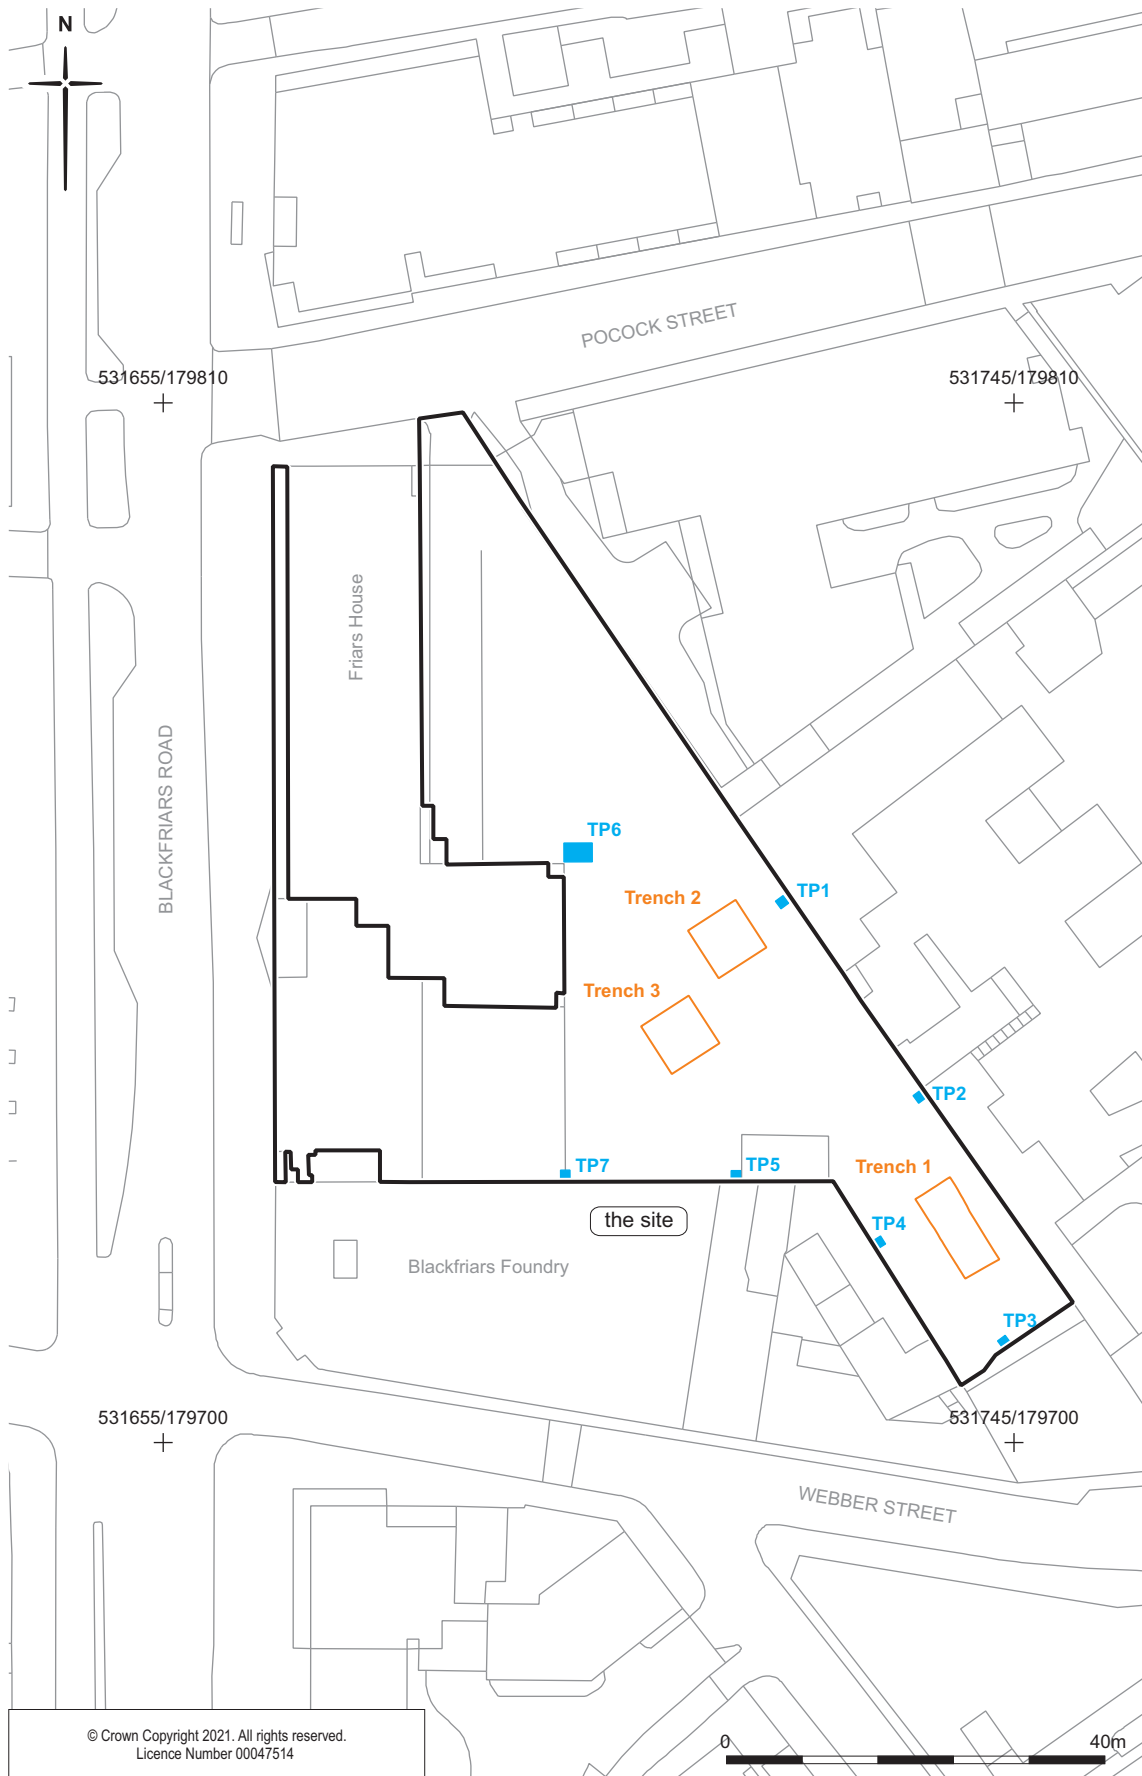 N
POCOCK STREET
531655/179810
531745/179810
Friars House
BLACKFRIARS ROAD
TP6
Trench 2
TP1
Trench 3
TP2
TP7
TP5
Trench 1
the site
TP4
Blackfriars Foundry
TP3
531655/179700
531745/179700
WEBBER STREET
© Crown Copyright 2021. All rights reserved.
Licence Number 00047514
0
40m